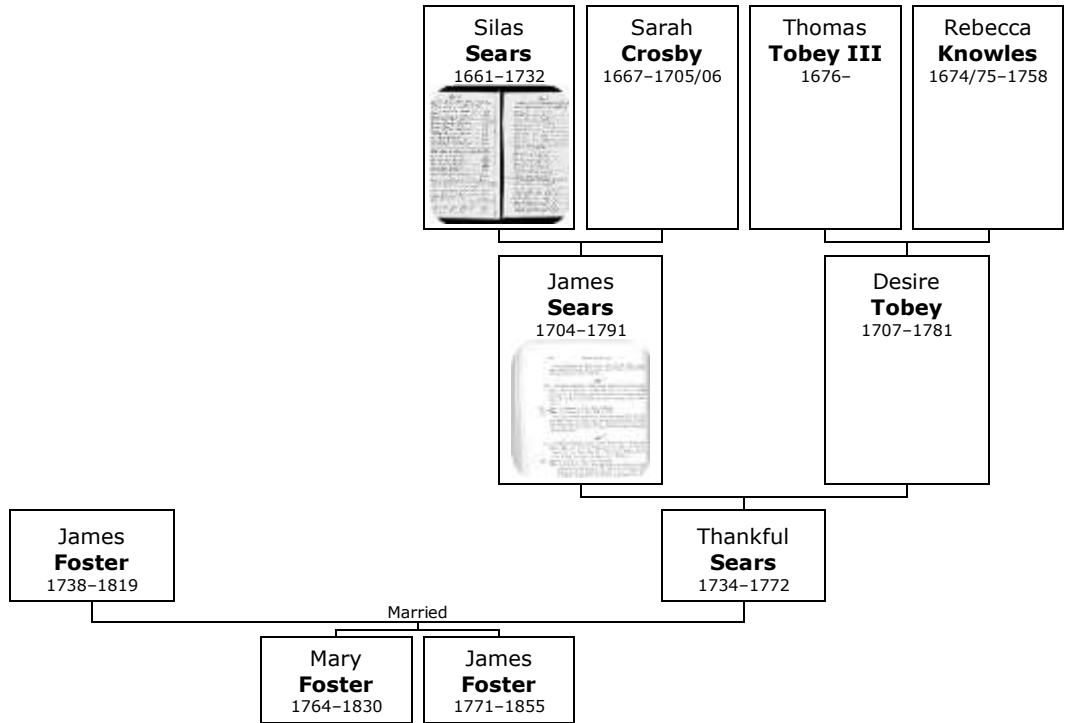 Silas
Sears
1661–1732
Sarah
Crosby
1667–1705/06
Thomas
Tobey III
1676–
Rebecca
Knowles
1674/75–1758
James
Sears
1704–1791
Desire
Tobey
1707–1781
James
Foster
1738–1819
Thankful
Sears
1734–1772
Married
Mary
Foster
1764–1830
James
Foster
1771–1855